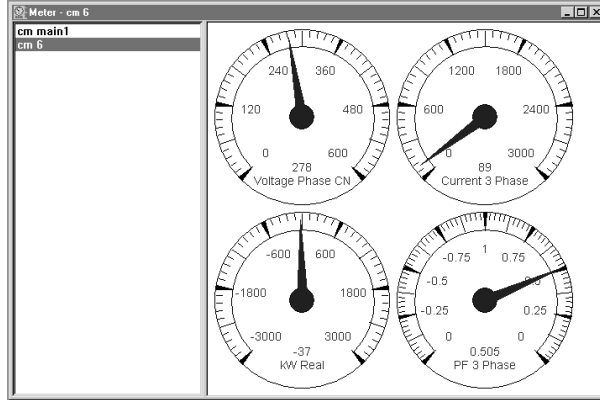 Meter - cm 6
cm main1
cm 6
240 360
120 480
0 600
278
Voltage Phase CN
1200 1800
600 2400
0 3000
89
Current 3 Phase
-600 600
-1800 1800
-3000 3000
-37
kW Real
-0.75 1 0.75
-0.5 0.5
-0.25 0.25
0 0
0.505
PF 3 Phase